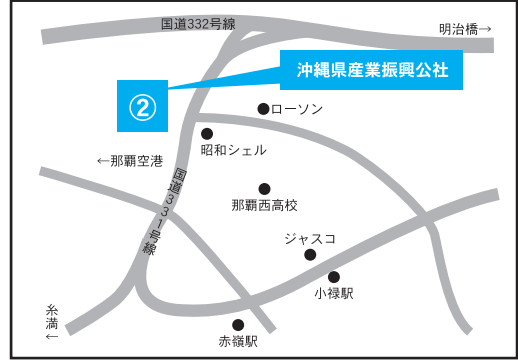 国道332号線
明治橋→
沖縄県産業振興公社
②
ローソン
昭和シェル
←那覇空港
国道331号線
那覇西高校
ジャスコ
小禄駅
糸満←
赤嶺駅